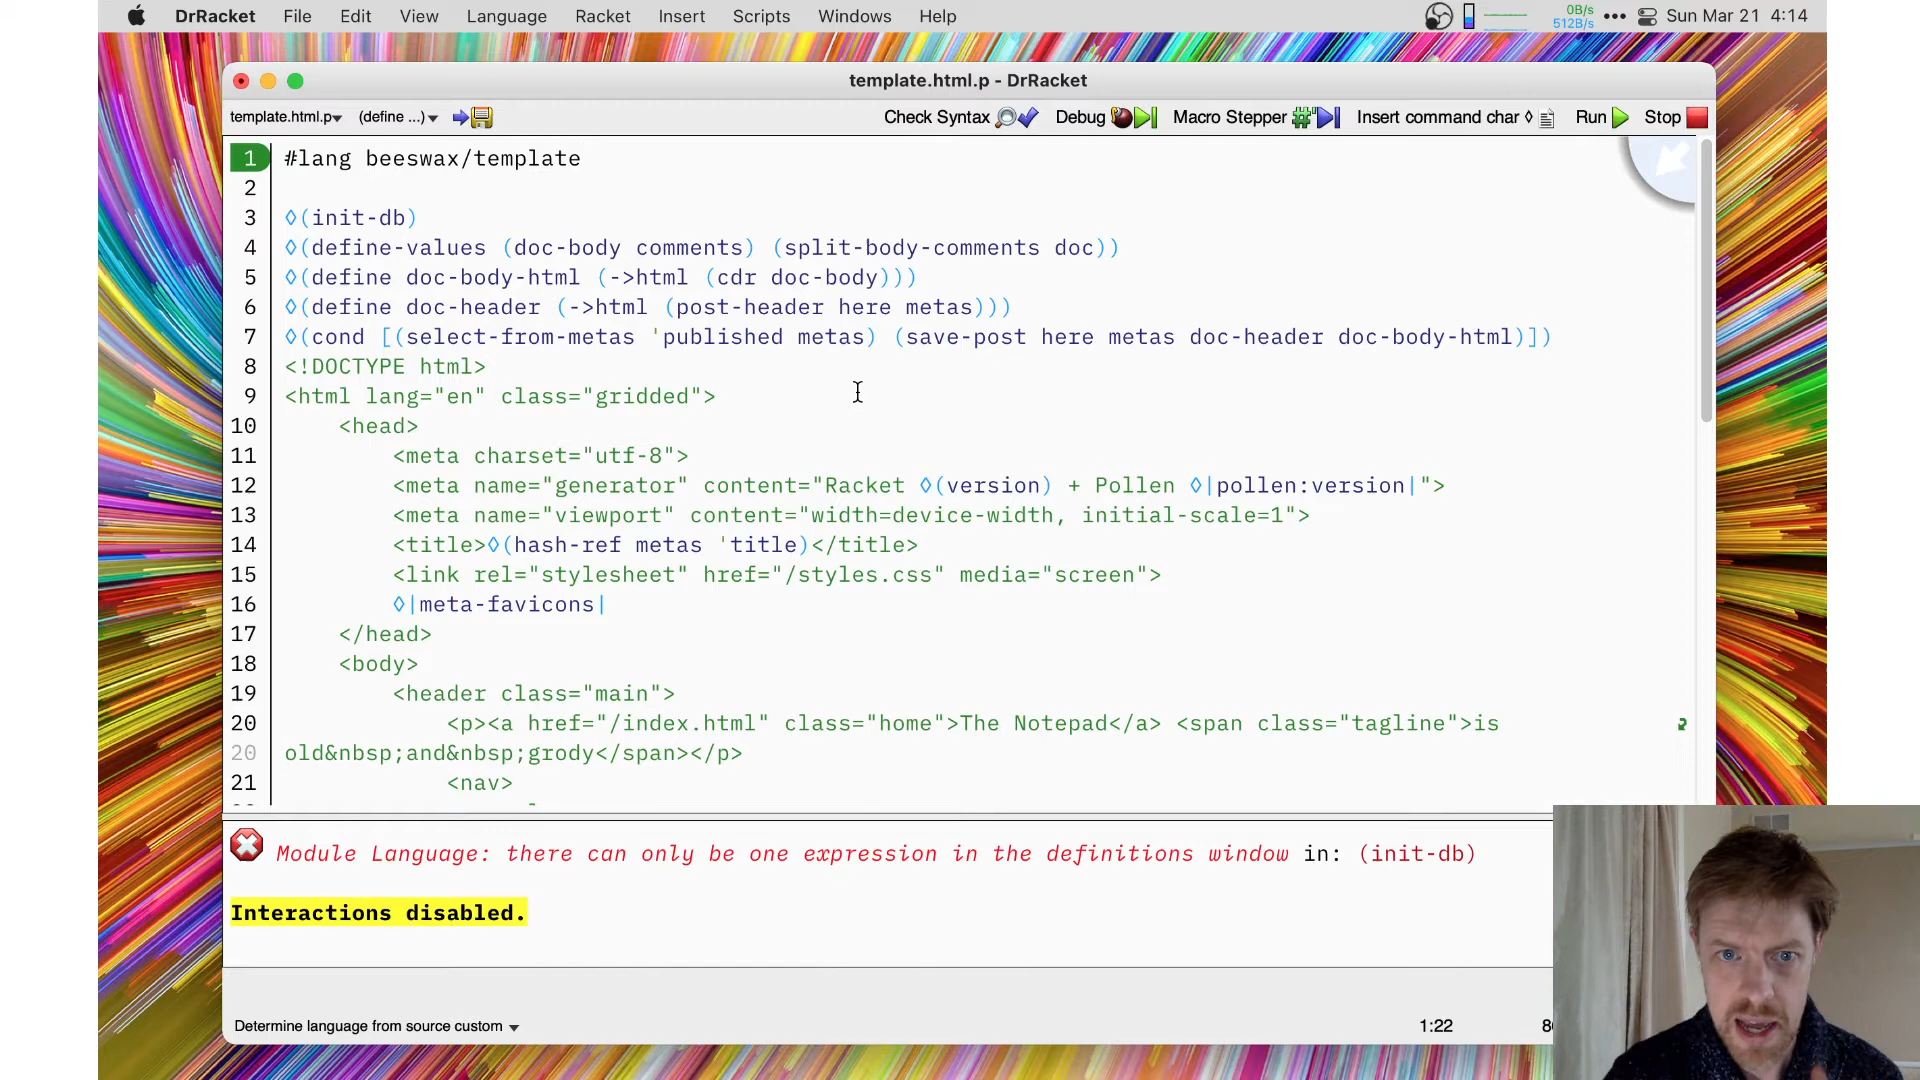 DrRacket File Edit View Language Racket Insert Scripts Windows Help 0B/s 512B/s Sun Mar 21 4:14
template.html.p - DrRacket
template.html.p (define ...) Check Syntax Debug Macro Stepper Insert command char ◊ Run Stop
1 #lang beeswax/template
2
3 ◊(init-db)
4 ◊(define-values (doc-body comments) (split-body-comments doc))
5 ◊(define doc-body-html (->html (cdr doc-body)))
6 ◊(define doc-header (->html (post-header here metas)))
7 ◊(cond [(select-from-metas 'published metas) (save-post here metas doc-header doc-body-html)])
8 <!DOCTYPE html>
9 <html lang="en" class="gridded">
10 <head>
11 <meta charset="utf-8">
12 <meta name="generator" content="Racket ◊(version) + Pollen ◊|pollen:version|">
13 <meta name="viewport" content="width=device-width, initial-scale=1">
14 <title>◊(hash-ref metas 'title)</title>
15 <link rel="stylesheet" href="/styles.css" media="screen">
16 ◊|meta-favicons|
17 </head>
18 <body>
19 <header class="main">
20 <p><a href="/index.html" class="home">The Notepad</a> <span class="tagline">is
20 old&nbsp;and&nbsp;grody</span></p>
21 <nav>
Module Language: there can only be one expression in the definitions window in: (init-db)
Interactions disabled.
Determine language from source custom 1:22